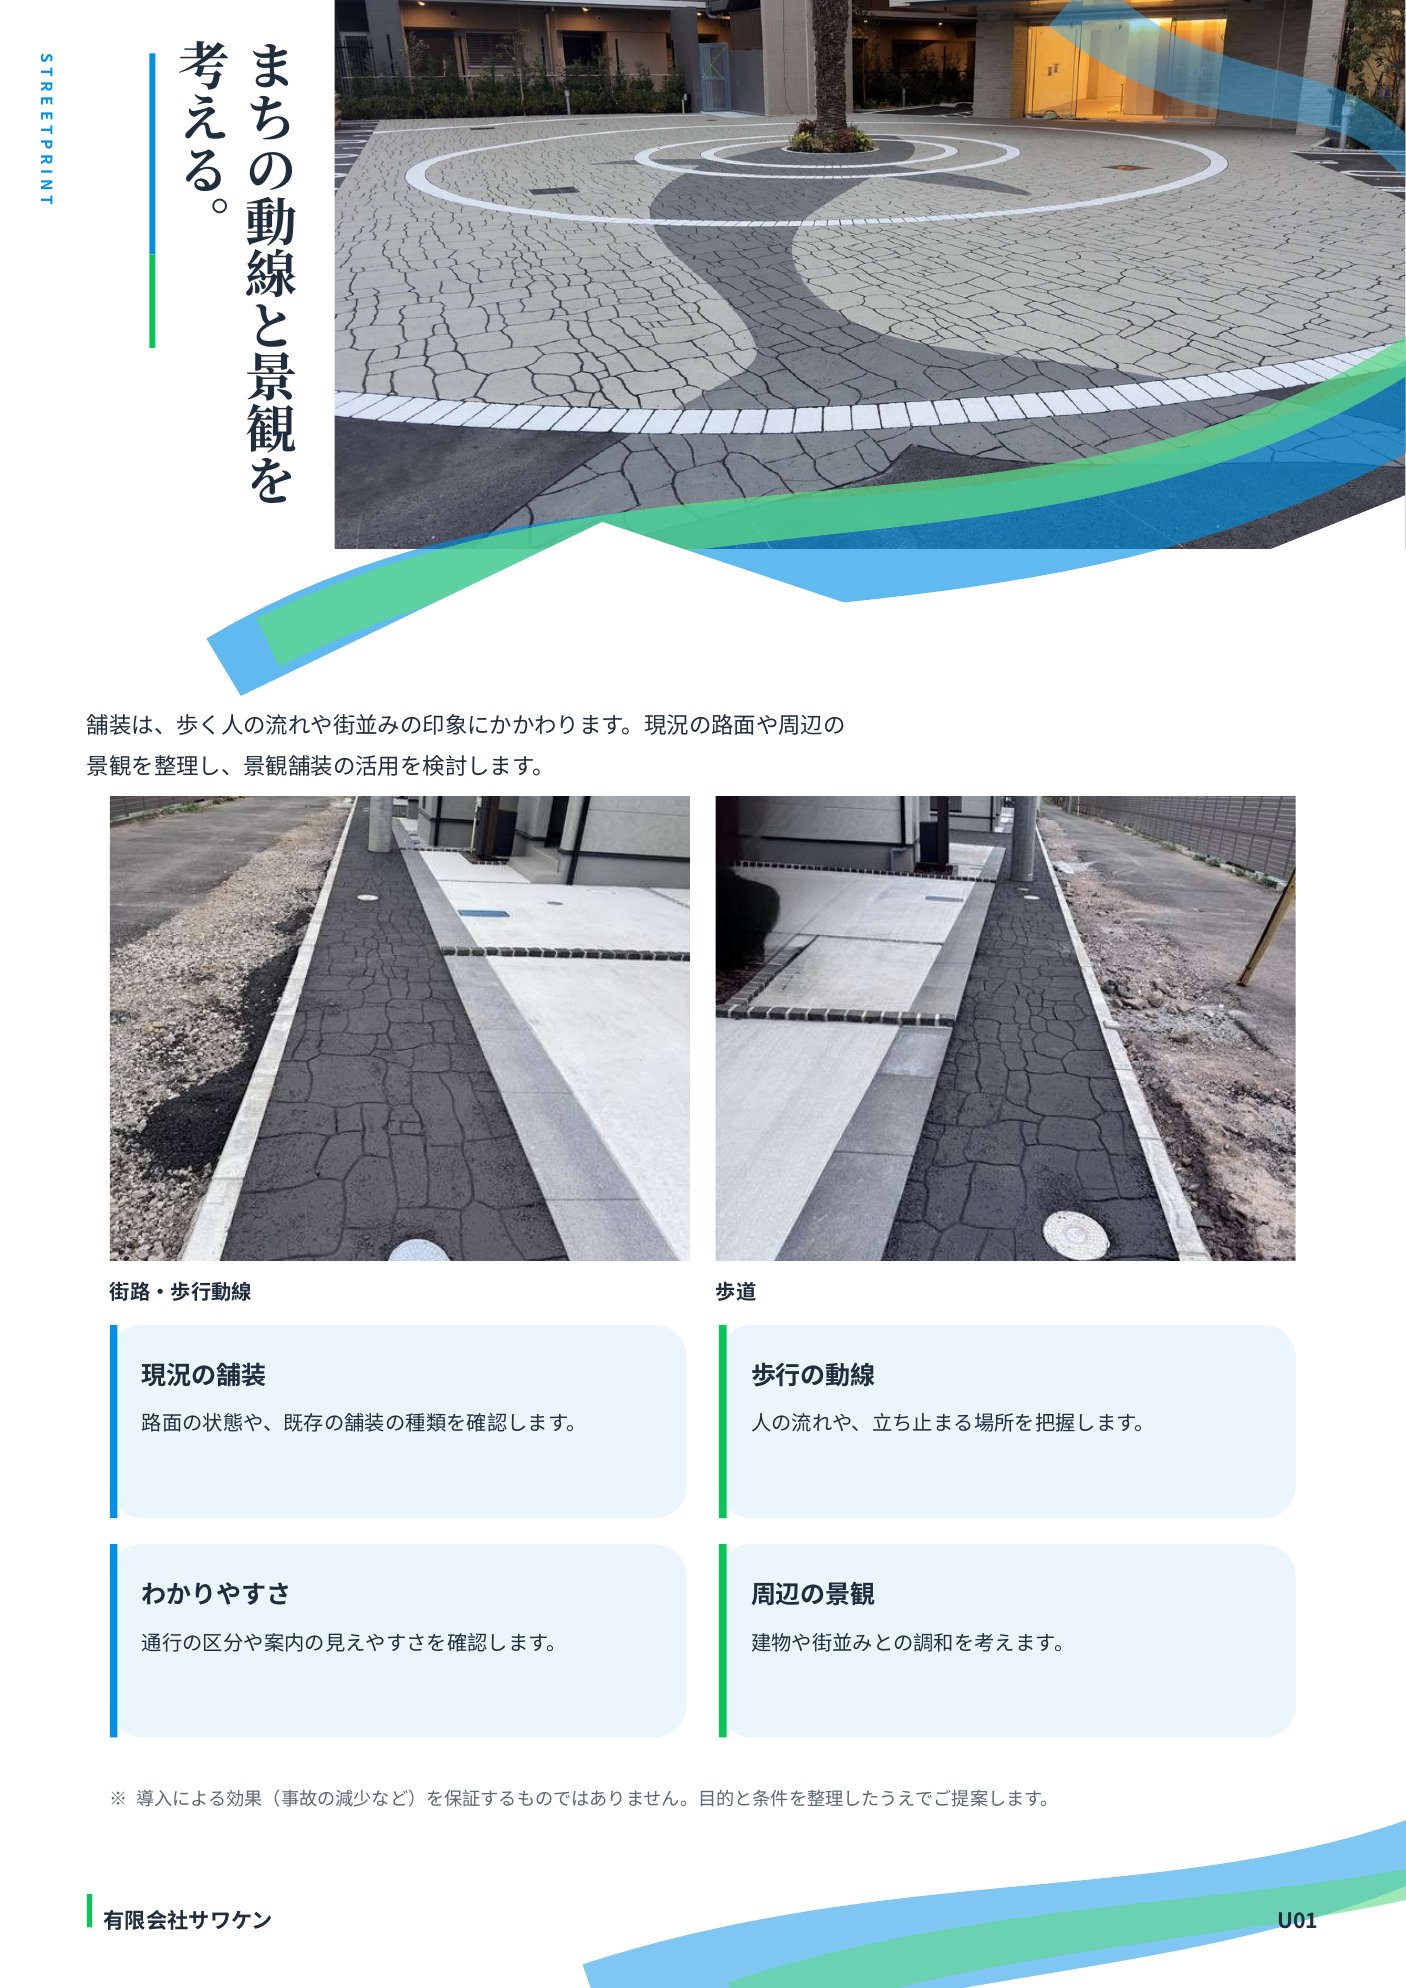 STREETPRINT
まちの動線と景観を
考える。
舗装は、歩く人の流れや街並みの印象にかかわります。現況の路面や周辺の
景観を整理し、景観舗装の活用を検討します。
街路・歩行動線
歩道
現況の舗装
路面の状態や、既存の舗装の種類を確認します。
歩行の動線
人の流れや、立ち止まる場所を把握します。
わかりやすさ
通行の区分や案内の見えやすさを確認します。
周辺の景観
建物や街並みとの調和を考えます。
※ 導入による効果（事故の減少など）を保証するものではありません。目的と条件を整理したうえでご提案します。
有限会社サワケン
U01